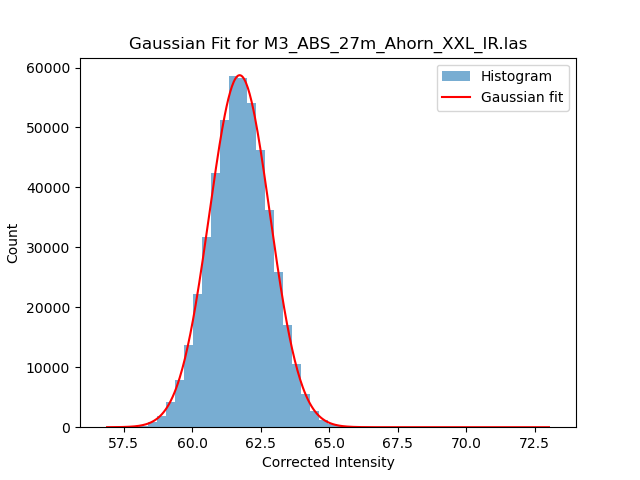 Gaussian Fit for M3_ABS_27m_Ahorn_XXL_IR.las
60000
50000
40000
30000
20000
10000
0
Count
Histogram
Gaussian fit
57.5 60.0 62.5 65.0 67.5 70.0 72.5
Corrected Intensity